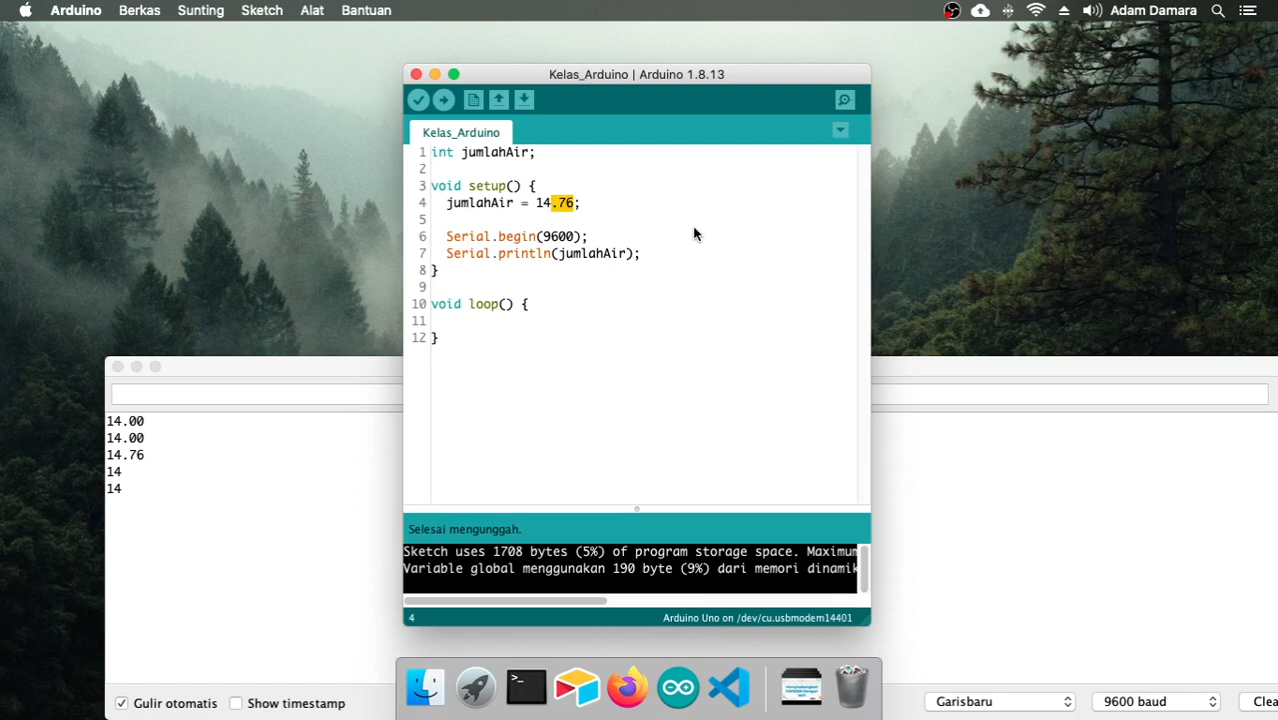 Arduino Berkas Sunting Sketch Alat Bantuan Adam Damara
Kelas_Arduino | Arduino 1.8.13
Kelas_Arduino
1 int jumlahAir;
2
3 void setup() {
4 jumlahAir = 14.76;
5
6 Serial.begin(9600);
7 Serial.println(jumlahAir);
8 }
9
10 void loop() {
11
12 }
14.00
14.00
14.76
14
14
Selesai mengunggah.
Sketch uses 1708 bytes (5%) of program storage space. Maximum
Variable global menggunakan 190 byte (9%) dari memori dinamik
4 Arduino Uno on /dev/cu.usbmodem14401
Gulir otomatis Show timestamp Garisbaru 9600 baud Clea